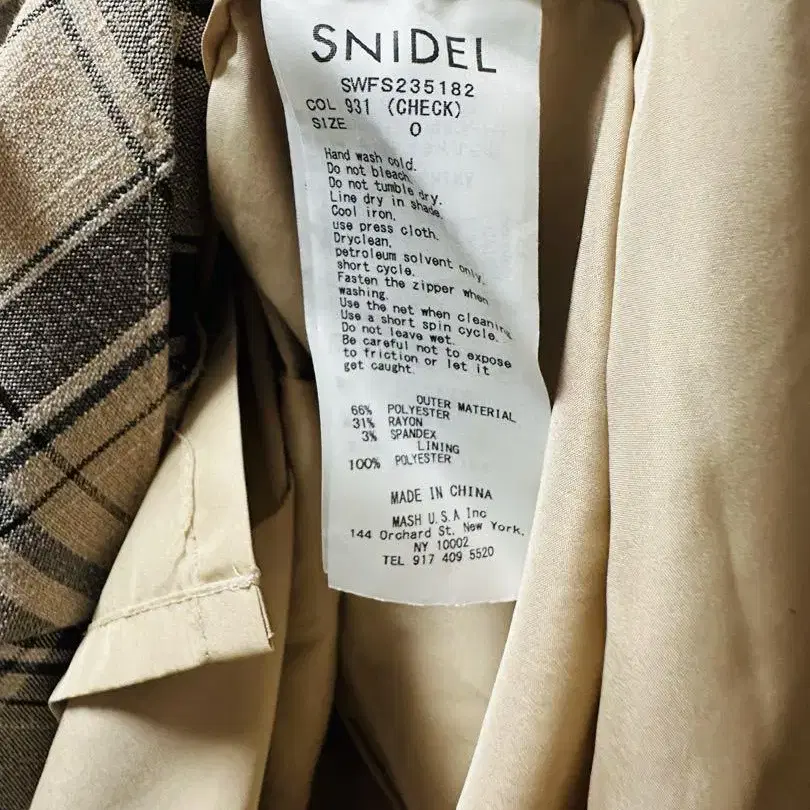 SNIDEL
SWFS235182
COL 931 (CHECK)
SIZE 0
Hand wash cold.
Do not bleach.
Do not tumble dry.
Line dry in shade.
Cool iron.
use press cloth.
Dryclean.
petroleum solvent only.
short cycle.
Fasten the zipper when
washing.
Use the net when cleaning.
Use a short spin cycle.
Do not leave wet.
Be careful not to expose
to friction or let it
get caught.
OUTER MATERIAL
66% POLYESTER
31% RAYON
3% SPANDEX
LINING
100% POLYESTER
MADE IN CHINA
MASH U.S.A Inc
144 Orchard St. New York.
NY 10002
TEL 917 409 5520